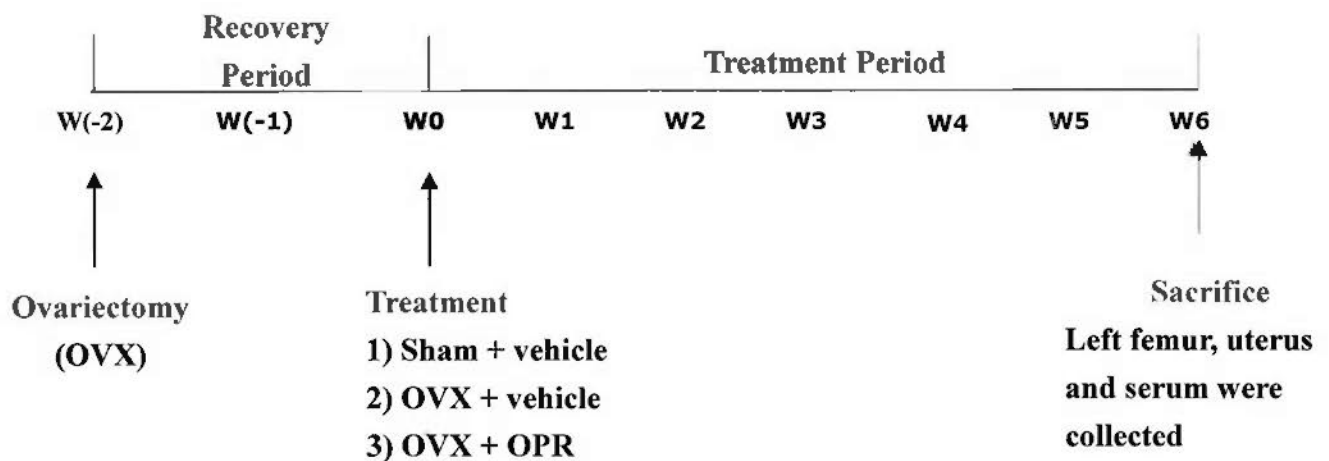 Recovery
Period
Treatment Period
W(-2) W(-1) W0 W1 W2 W3 W4 W5 W6
Ovariectomy
(OVX)
Treatment
1) Sham + vehicle
2) OVX + vehicle
3) OVX + OPR
Sacrifice
Left femur, uterus
and serum were
collected